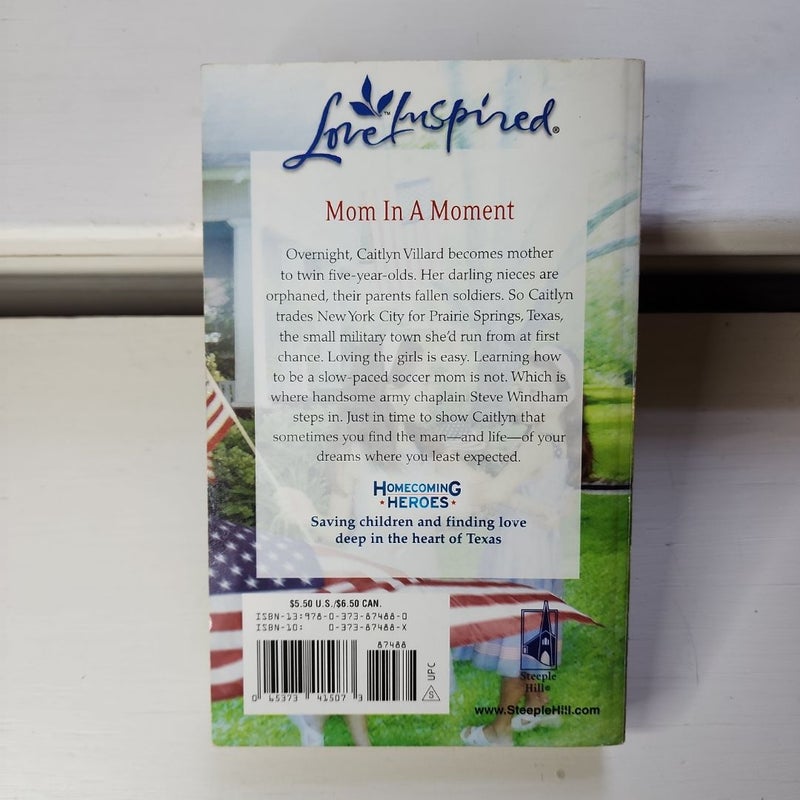 Love Inspired®
Mom In A Moment
Overnight, Caitlyn Villard becomes mother
to twin five-year-olds. Her darling nieces are
orphaned, their parents fallen soldiers. So Caitlyn
trades New York City for Prairie Springs, Texas,
the small military town she'd run from at first
chance. Loving the girls is easy. Learning how
to be a slow-paced soccer mom is not. Which is
where handsome army chaplain Steve Windham
steps in. Just in time to show Caitlyn that
sometimes you find the man—and life—of your
dreams where you least expected.
HOMECOMING
HEROES
Saving children and finding love
deep in the heart of Texas
$5.50 U.S./$6.50 CAN.
ISBN-13:978-0-373-87488-0
ISBN-10: 0-373-87488-X
87488
0 65373 41507 3
UPC
S
Steeple
Hill®
www.SteepleHill.com